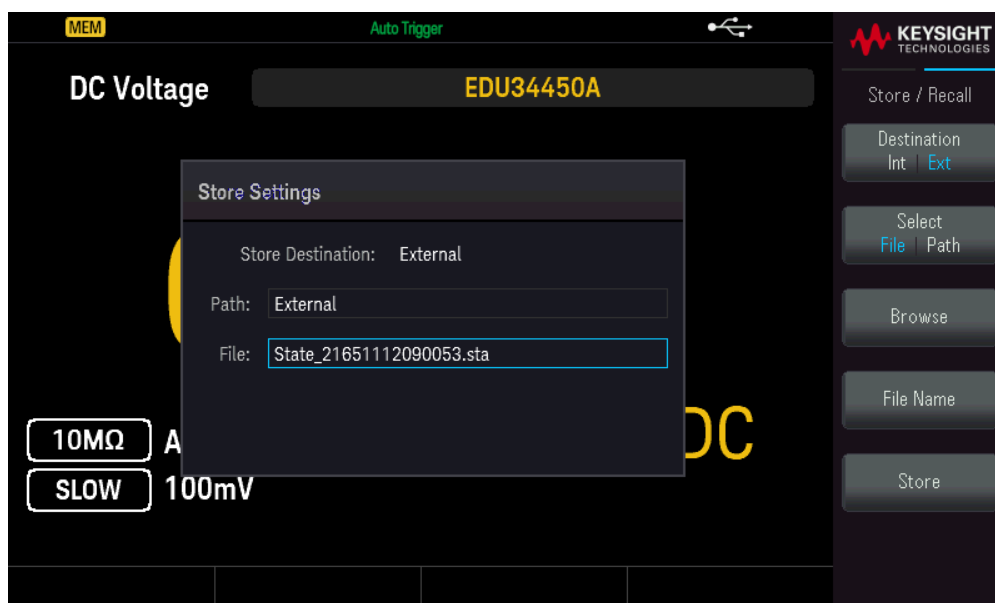 MEM
Auto Trigger
KEYSIGHT
TECHNOLOGIES
DC Voltage
EDU34450A
Store / Recall
Destination
Int | Ext
Store Settings
Store Destination: External
Select
File | Path
Path: External
Browse
File: State_21651112090053.sta
File Name
10MΩ A
DC
SLOW 100mV
Store